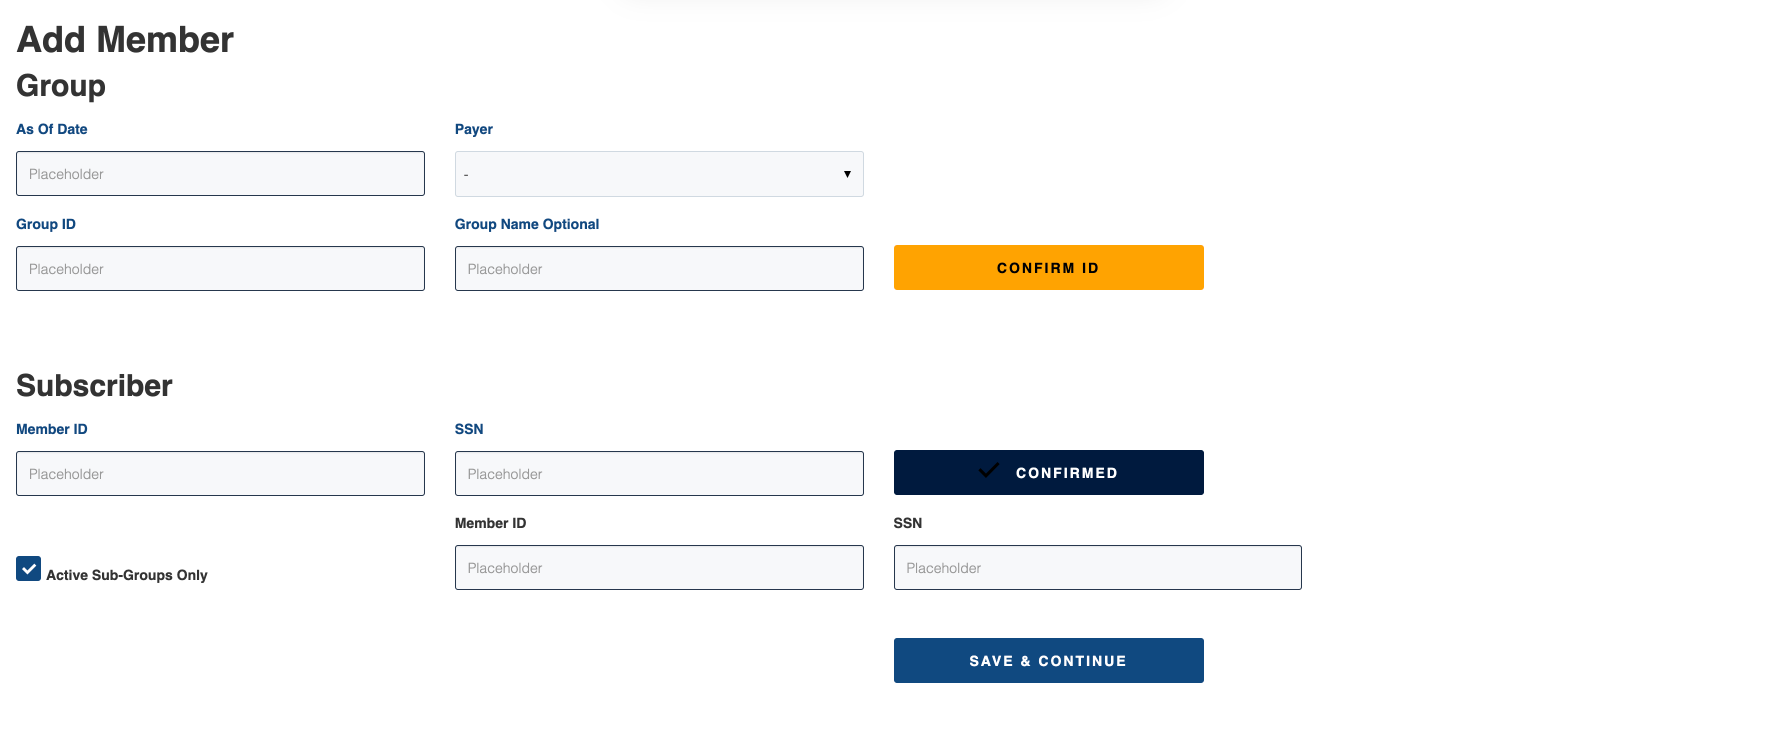 Add Member
Group
As Of Date
Payer
Placeholder
-
Group ID
Group Name Optional
Placeholder
Placeholder
CONFIRM ID
Subscriber
Member ID
SSN
Placeholder
Placeholder
CONFIRMED
Member ID
SSN
Active Sub-Groups Only
Placeholder
Placeholder
SAVE & CONTINUE